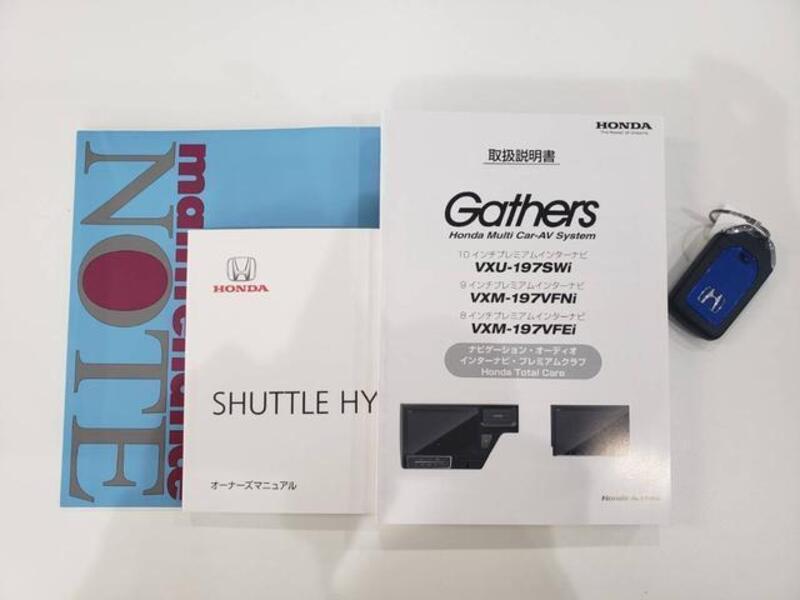 maintenance
NOTE
HONDA
SHUTTLE HY
オーナーズマニュアル
HONDA
The Power of Dreams
取扱説明書
Gathers
Honda Multi Car-AV System
10インチプレミアムインターナビ
VXU-197SWi
9インチプレミアムインターナビ
VXM-197VFNi
8インチプレミアムインターナビ
VXM-197VFEi
ナビゲーション・オーディオ
インターナビ・プレミアムクラブ
Honda Total Care
Honda Access